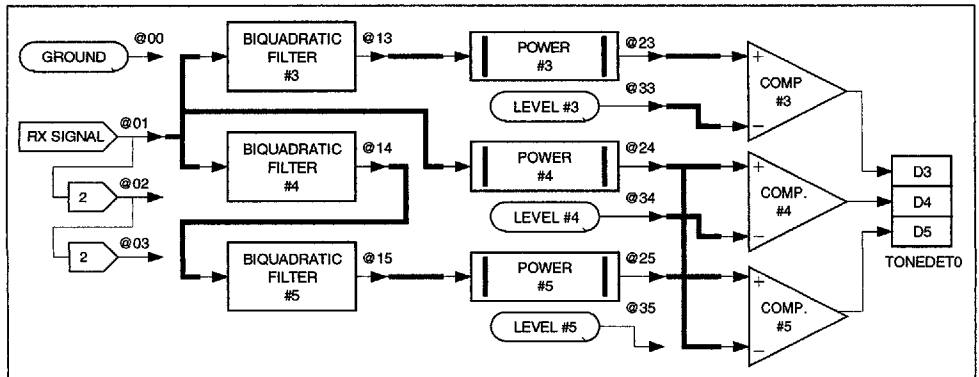 @00
GROUND
BIQUADRATIC
FILTER
#3
@13
POWER
#3
@23
COMP
#3
LEVEL #3
@33
RX SIGNAL
@01
BIQUADRATIC
FILTER
#4
@14
POWER
#4
@24
COMP.
#4
2
@02
LEVEL #4
@34
D3
D4
D5
TONEDET0
2
@03
BIQUADRATIC
FILTER
#5
@15
POWER
#5
@25
COMP.
#5
LEVEL #5
@35
+
−
+
−
+
−